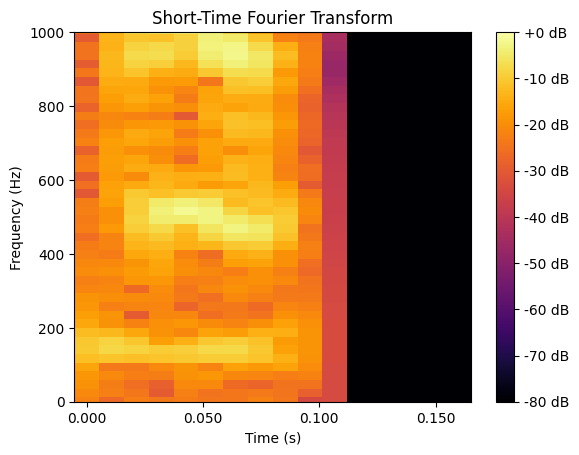 Short-Time Fourier Transform
1000
800
600
400
200
0
Frequency (Hz)
0.000
0.050
0.100
0.150
Time (s)
+0 dB
-10 dB
-20 dB
-30 dB
-40 dB
-50 dB
-60 dB
-70 dB
-80 dB